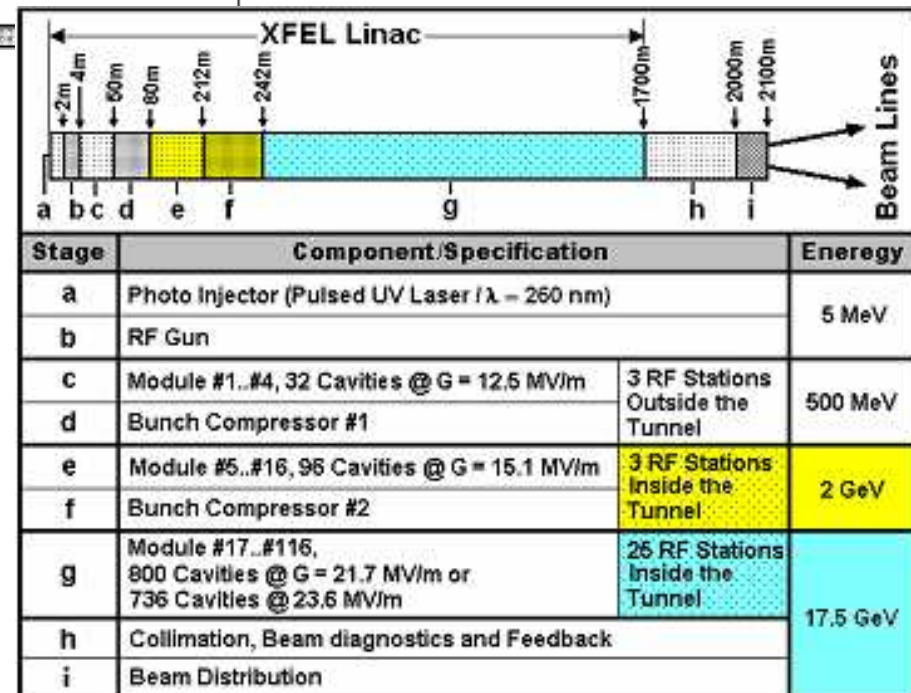 XFEL Linac
2m
4m
50m
80m
212m
242m
1700m
2000m
2100m
Beam Lines
a b c d e f g h i
Stage Component/Specification Eneregy
a Photo Injector (Pulsed UV Laser / λ – 260 nm) 5 MeV
b RF Gun
c Module #1..#4, 32 Cavities @ G = 12.5 MV/m 3 RF Stations
Outside the
Tunnel 500 MeV
d Bunch Compressor #1
e Module #5..#16, 96 Cavities @ G = 15.1 MV/m 3 RF Stations
Inside the
Tunnel 2 GeV
f Bunch Compressor #2
g Module #17..#116,
800 Cavities @ G = 21.7 MV/m or
736 Cavities @ 23.6 MV/m
25 RF Stations
Inside the
Tunnel
17.5 GeV
h Collimation, Beam diagnostics and Feedback
i Beam Distribution